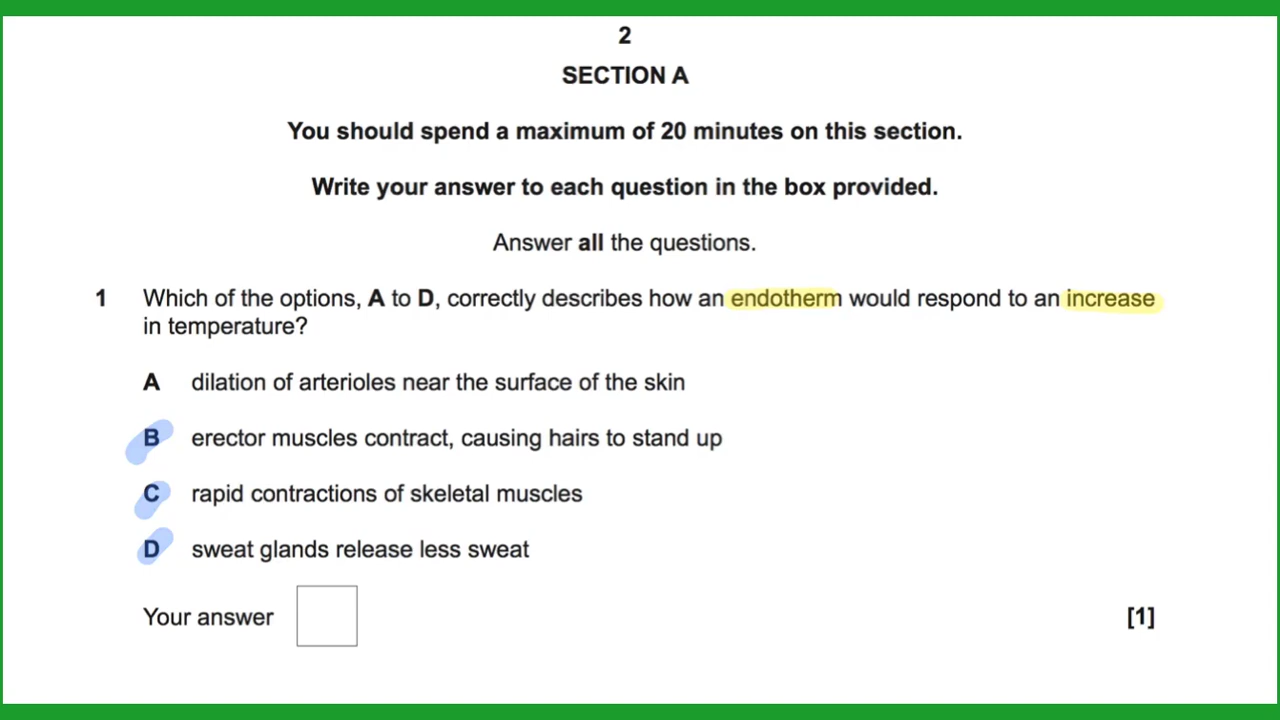 2
SECTION A
You should spend a maximum of 20 minutes on this section.
Write your answer to each question in the box provided.
Answer all the questions.
1 Which of the options, A to D, correctly describes how an endotherm would respond to an increase
in temperature?
A dilation of arterioles near the surface of the skin
B erector muscles contract, causing hairs to stand up
C rapid contractions of skeletal muscles
D sweat glands release less sweat
Your answer [1]